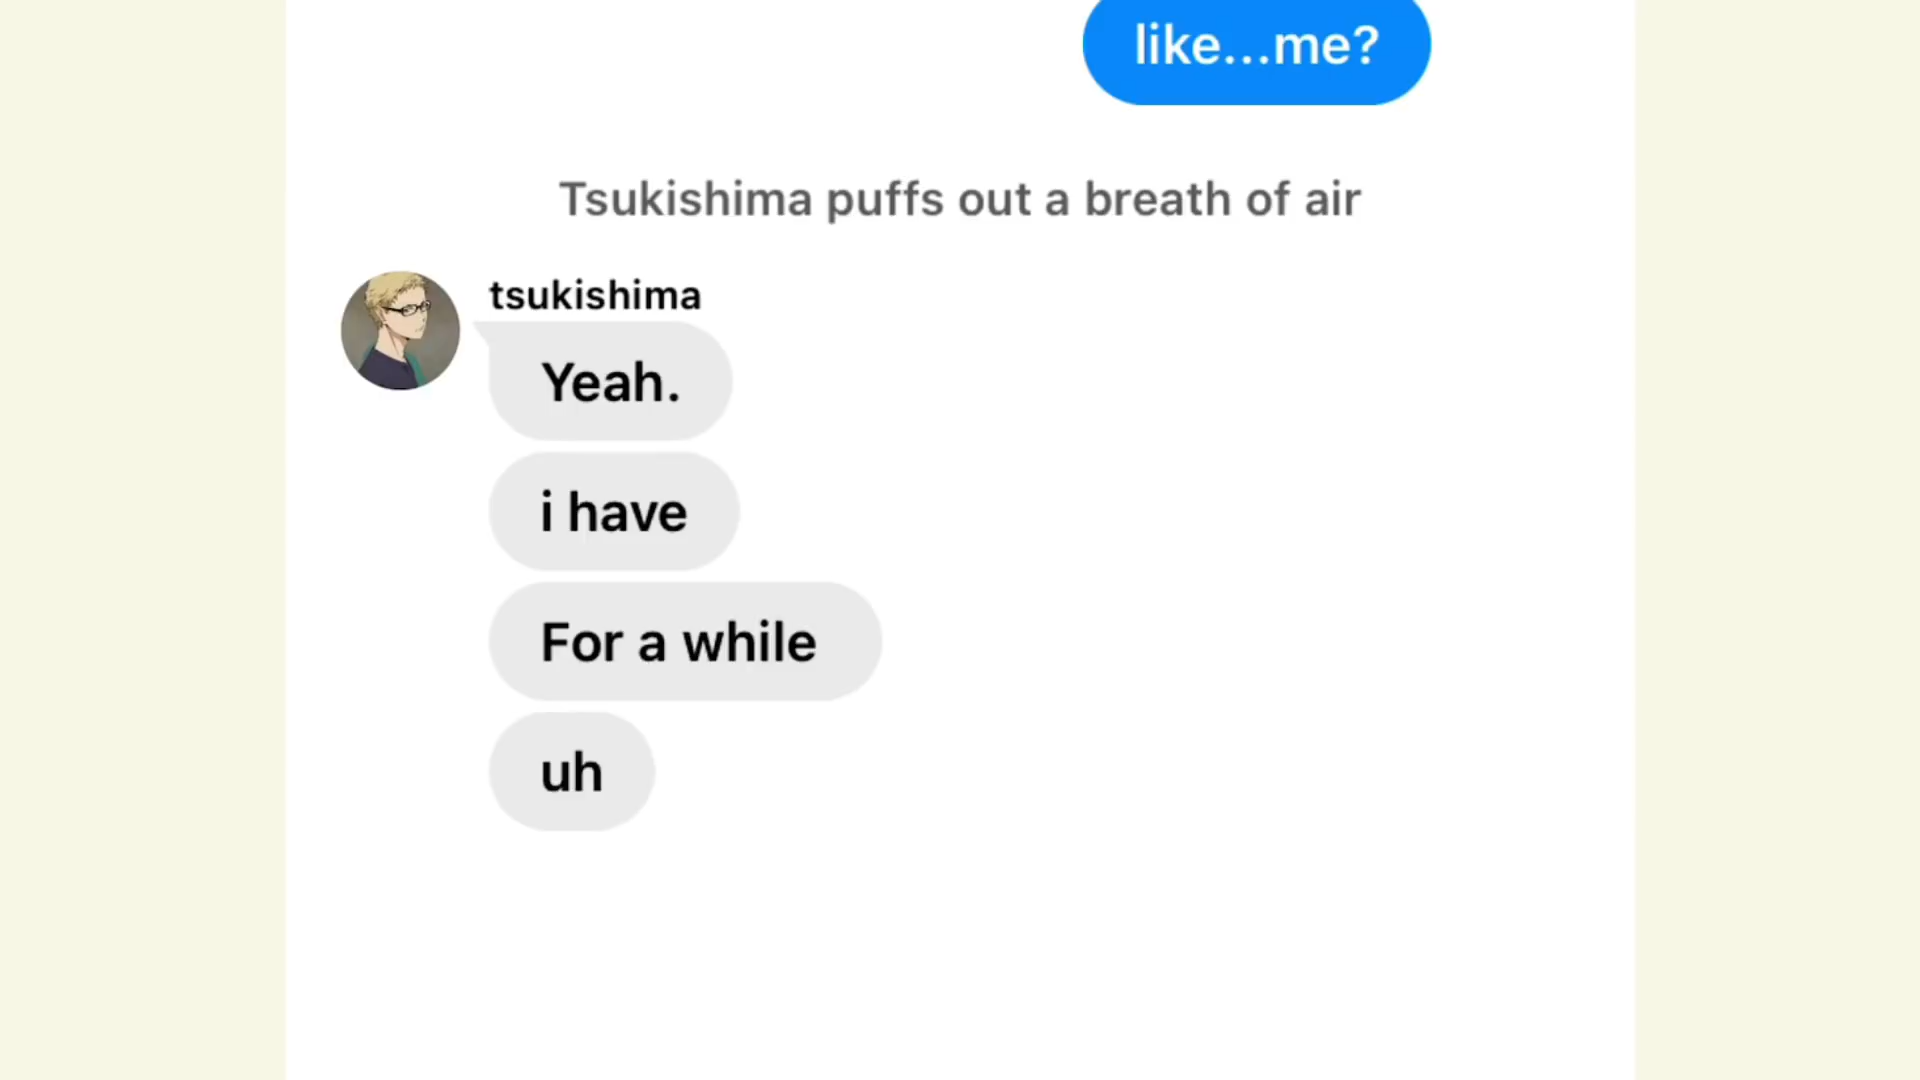 like...me?
Tsukishima puffs out a breath of air
tsukishima
Yeah.
i have
For a while
uh